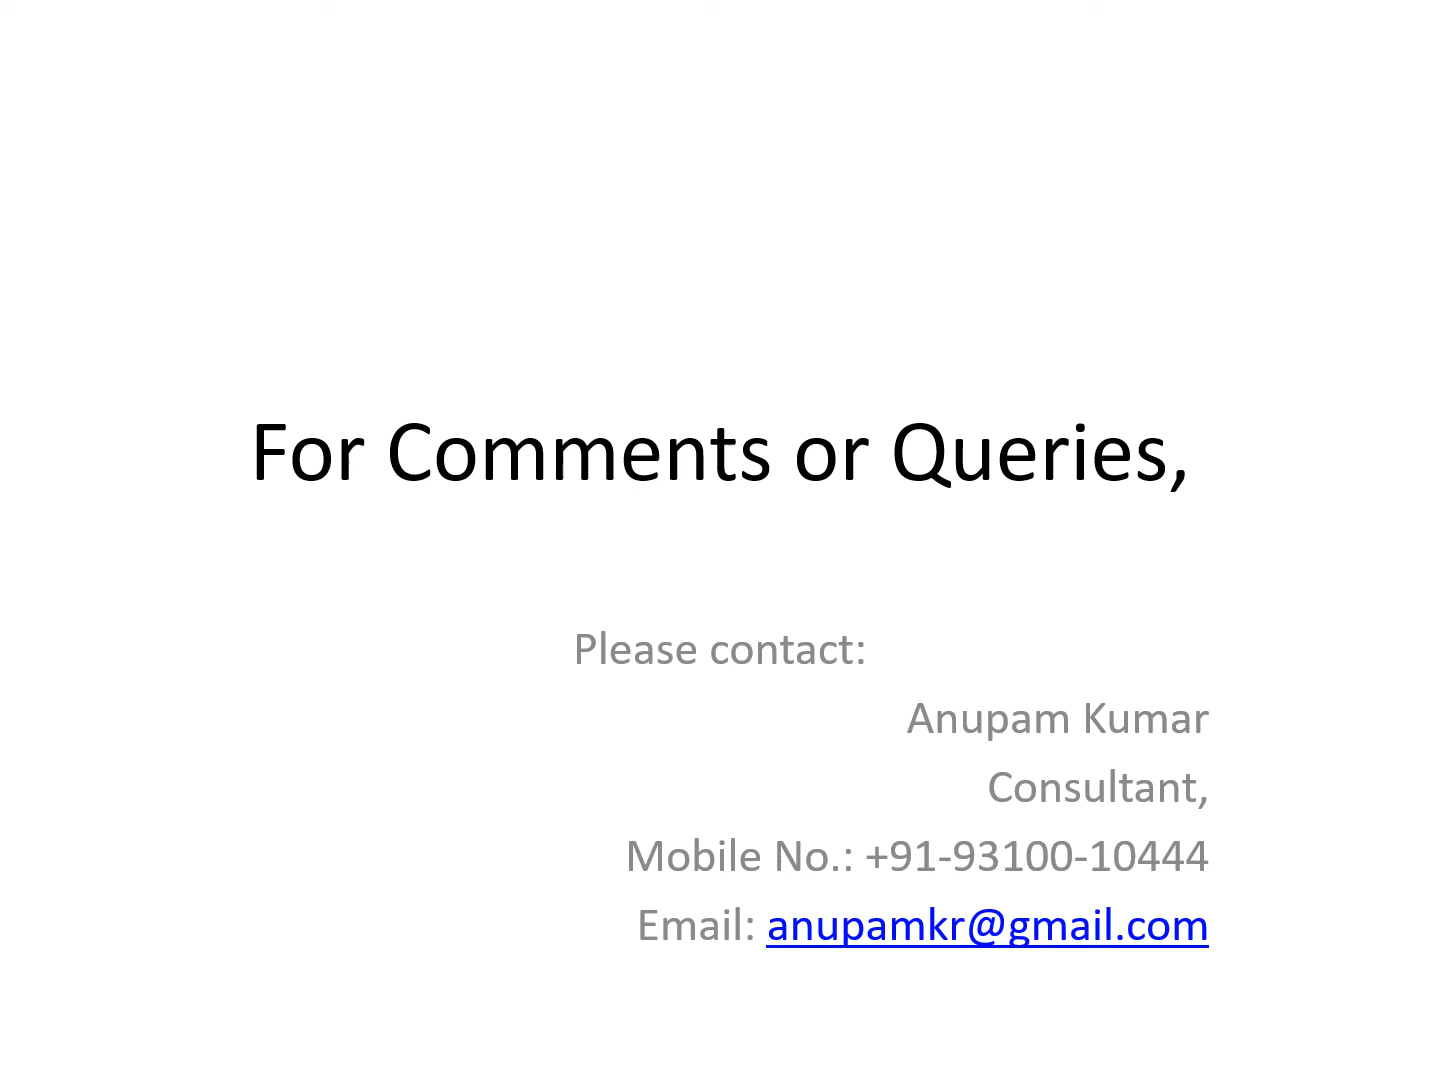 For Comments or Queries,
Please contact:
Anupam Kumar
Consultant,
Mobile No.: +91-93100-10444
Email: anupamkr@gmail.com